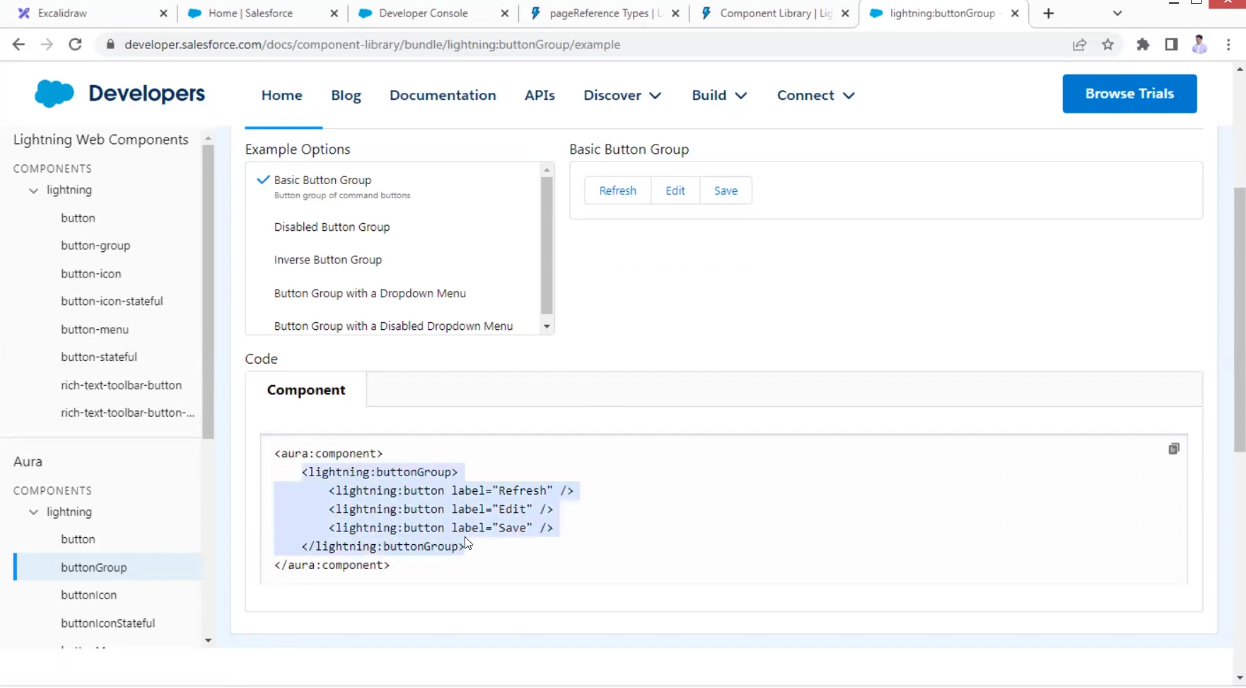 Excalidraw
Home | Salesforce
Developer Console
pageReference Types | L
Component Library | Lig
lightning:buttonGroup -
developer.salesforce.com/docs/component-library/bundle/lightning:buttonGroup/example
Developers
Home
Blog
Documentation
APIs
Discover
Build
Connect
Browse Trials
Lightning Web Components
COMPONENTS
lightning
button
button-group
button-icon
button-icon-stateful
button-menu
button-stateful
rich-text-toolbar-button
rich-text-toolbar-button-...
Aura
COMPONENTS
lightning
button
buttonGroup
buttonIcon
buttonIconStateful
Example Options
Basic Button Group
Button group of command buttons
Disabled Button Group
Inverse Button Group
Button Group with a Dropdown Menu
Button Group with a Disabled Dropdown Menu
Basic Button Group
Refresh
Edit
Save
Code
Component
<aura:component>
<lightning:buttonGroup>
<lightning:button label="Refresh" />
<lightning:button label="Edit" />
<lightning:button label="Save" />
</lightning:buttonGroup>
</aura:component>